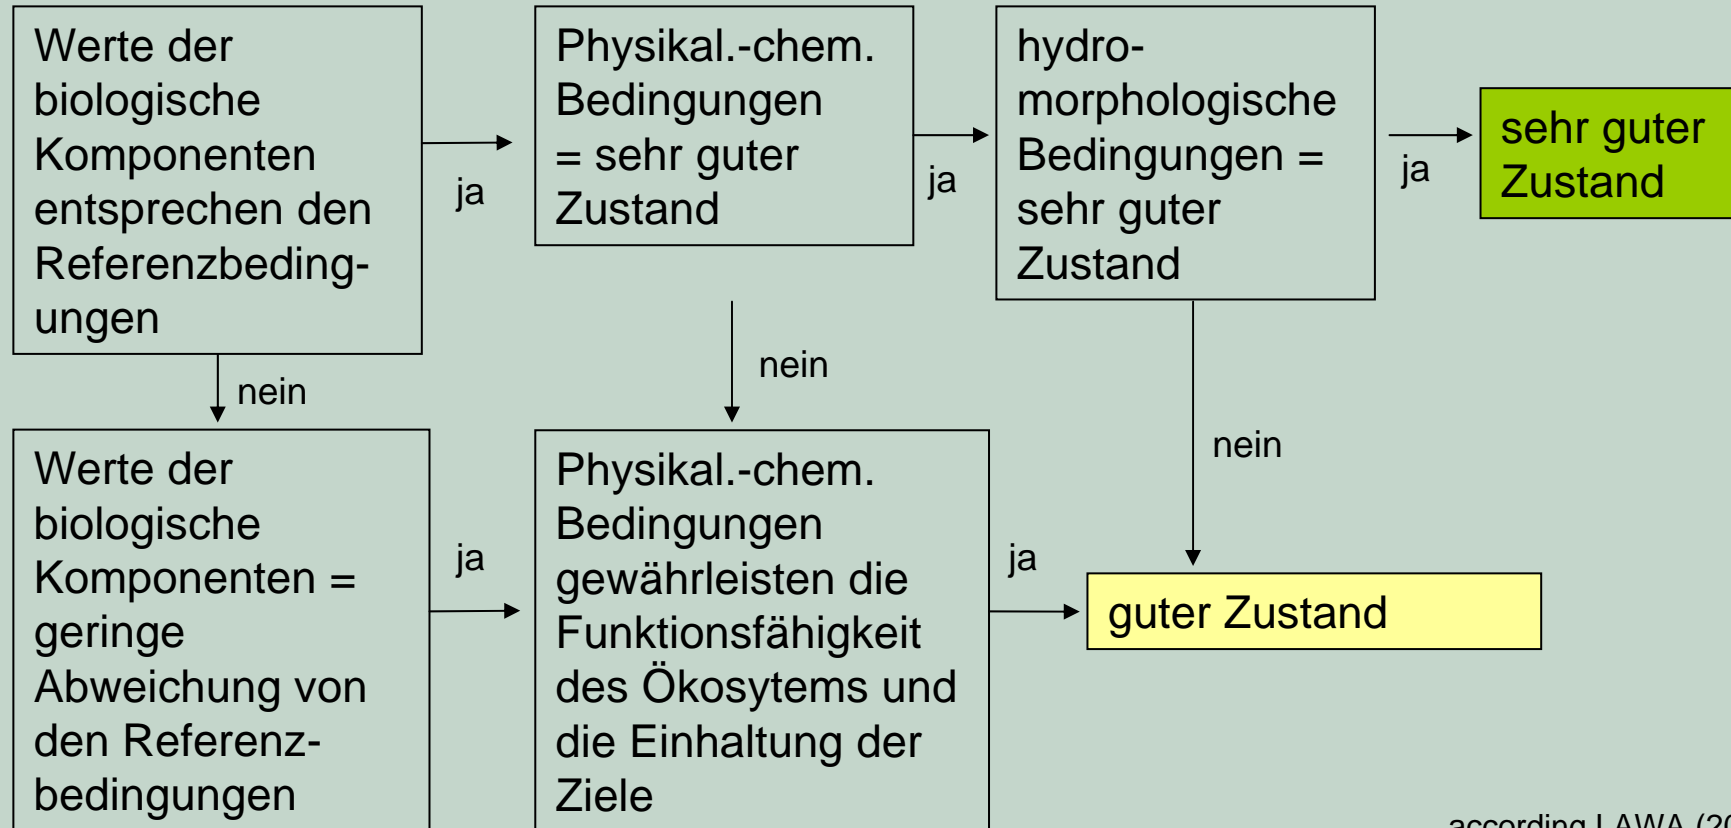 Werte der
biologische
Komponenten
entsprechen den
Referenzbeding-
ungen
ja
Physikal.-chem.
Bedingungen
= sehr guter
Zustand
ja
hydro-
morphologische
Bedingungen =
sehr guter
Zustand
ja
sehr guter
Zustand
nein
nein
nein
Werte der
biologische
Komponenten =
geringe
Abweichung von
den Referenz-
bedingungen
ja
Physikal.-chem.
Bedingungen
gewährleisten die
Funktionsfähigkeit
des Ökosytems und
die Einhaltung der
Ziele
ja
guter Zustand
according LAWA (20